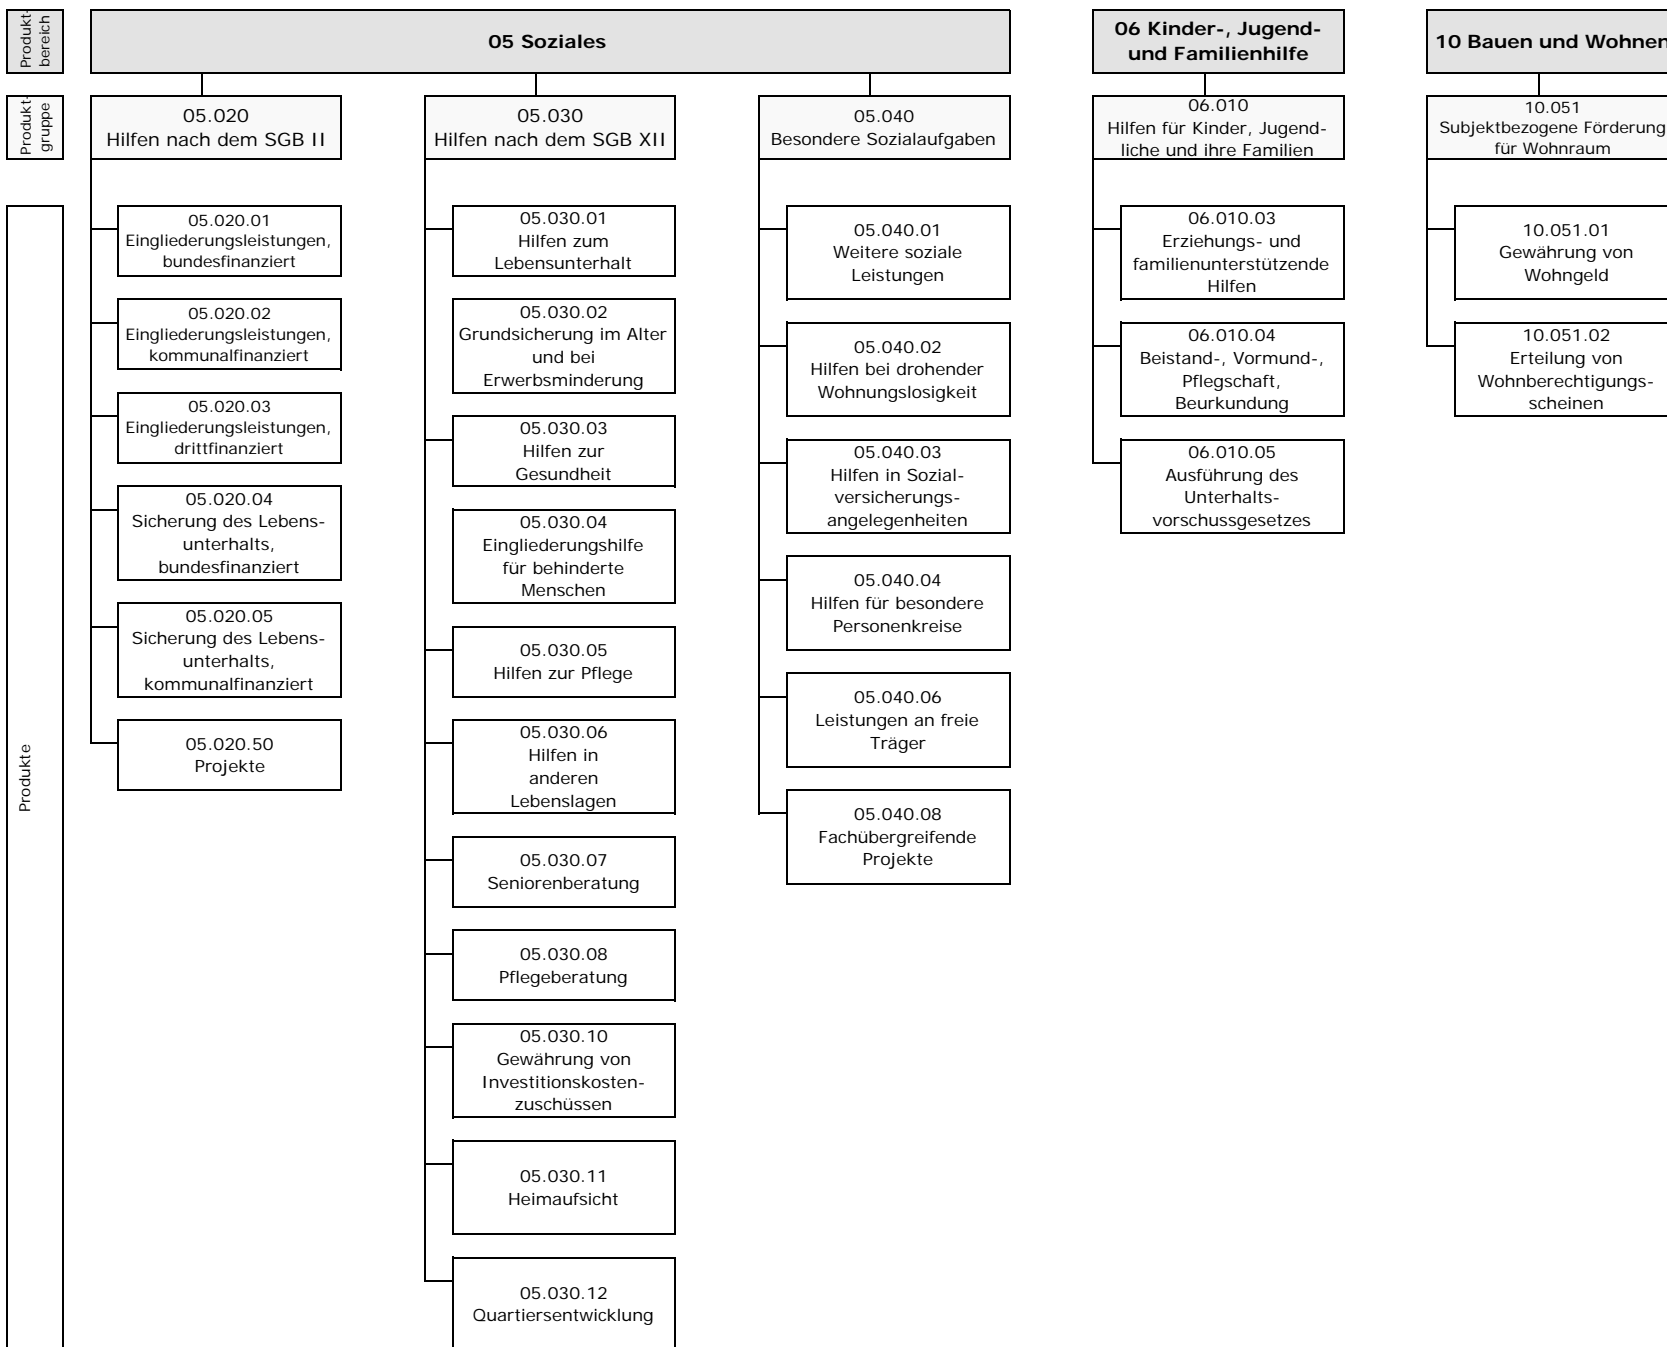 Produkt-
bereich
05 Soziales
06 Kinder-, Jugend-
und Familienhilfe
10 Bauen und Wohnen
Produkt-
gruppe
05.020
Hilfen nach dem SGB II
05.030
Hilfen nach dem SGB XII
05.040
Besondere Sozialaufgaben
06.010
Hilfen für Kinder, Jugend-
liche und ihre Familien
10.051
Subjektbezogene Förderung
für Wohnraum
Produkte
05.020.01
Eingliederungsleistungen,
bundesfinanziert
05.020.02
Eingliederungsleistungen,
kommunalfinanziert
05.020.03
Eingliederungsleistungen,
drittfinanziert
05.020.04
Sicherung des Lebens-
unterhalts,
bundesfinanziert
05.020.05
Sicherung des Lebens-
unterhalts,
kommunalfinanziert
05.020.50
Projekte
05.030.01
Hilfen zum
Lebensunterhalt
05.030.02
Grundsicherung im Alter
und bei
Erwerbsminderung
05.030.03
Hilfen zur
Gesundheit
05.030.04
Eingliederungshilfe
für behinderte
Menschen
05.030.05
Hilfen zur Pflege
05.030.06
Hilfen in
anderen
Lebenslagen
05.030.07
Seniorenberatung
05.030.08
Pflegeberatung
05.030.10
Gewährung von
Investitionskosten-
zuschüssen
05.030.11
Heimaufsicht
05.030.12
Quartiersentwicklung
05.040.01
Weitere soziale
Leistungen
05.040.02
Hilfen bei drohender
Wohnungslosigkeit
05.040.03
Hilfen in Sozial-
versicherungs-
angelegenheiten
05.040.04
Hilfen für besondere
Personenkreise
05.040.06
Leistungen an freie
Träger
05.040.08
Fachübergreifende
Projekte
06.010.03
Erziehungs- und
familienunterstützende
Hilfen
06.010.04
Beistand-, Vormund-,
Pflegschaft,
Beurkundung
06.010.05
Ausführung des
Unterhalts-
vorschussgesetzes
10.051.01
Gewährung von
Wohngeld
10.051.02
Erteilung von
Wohnberechtigungs-
scheinen